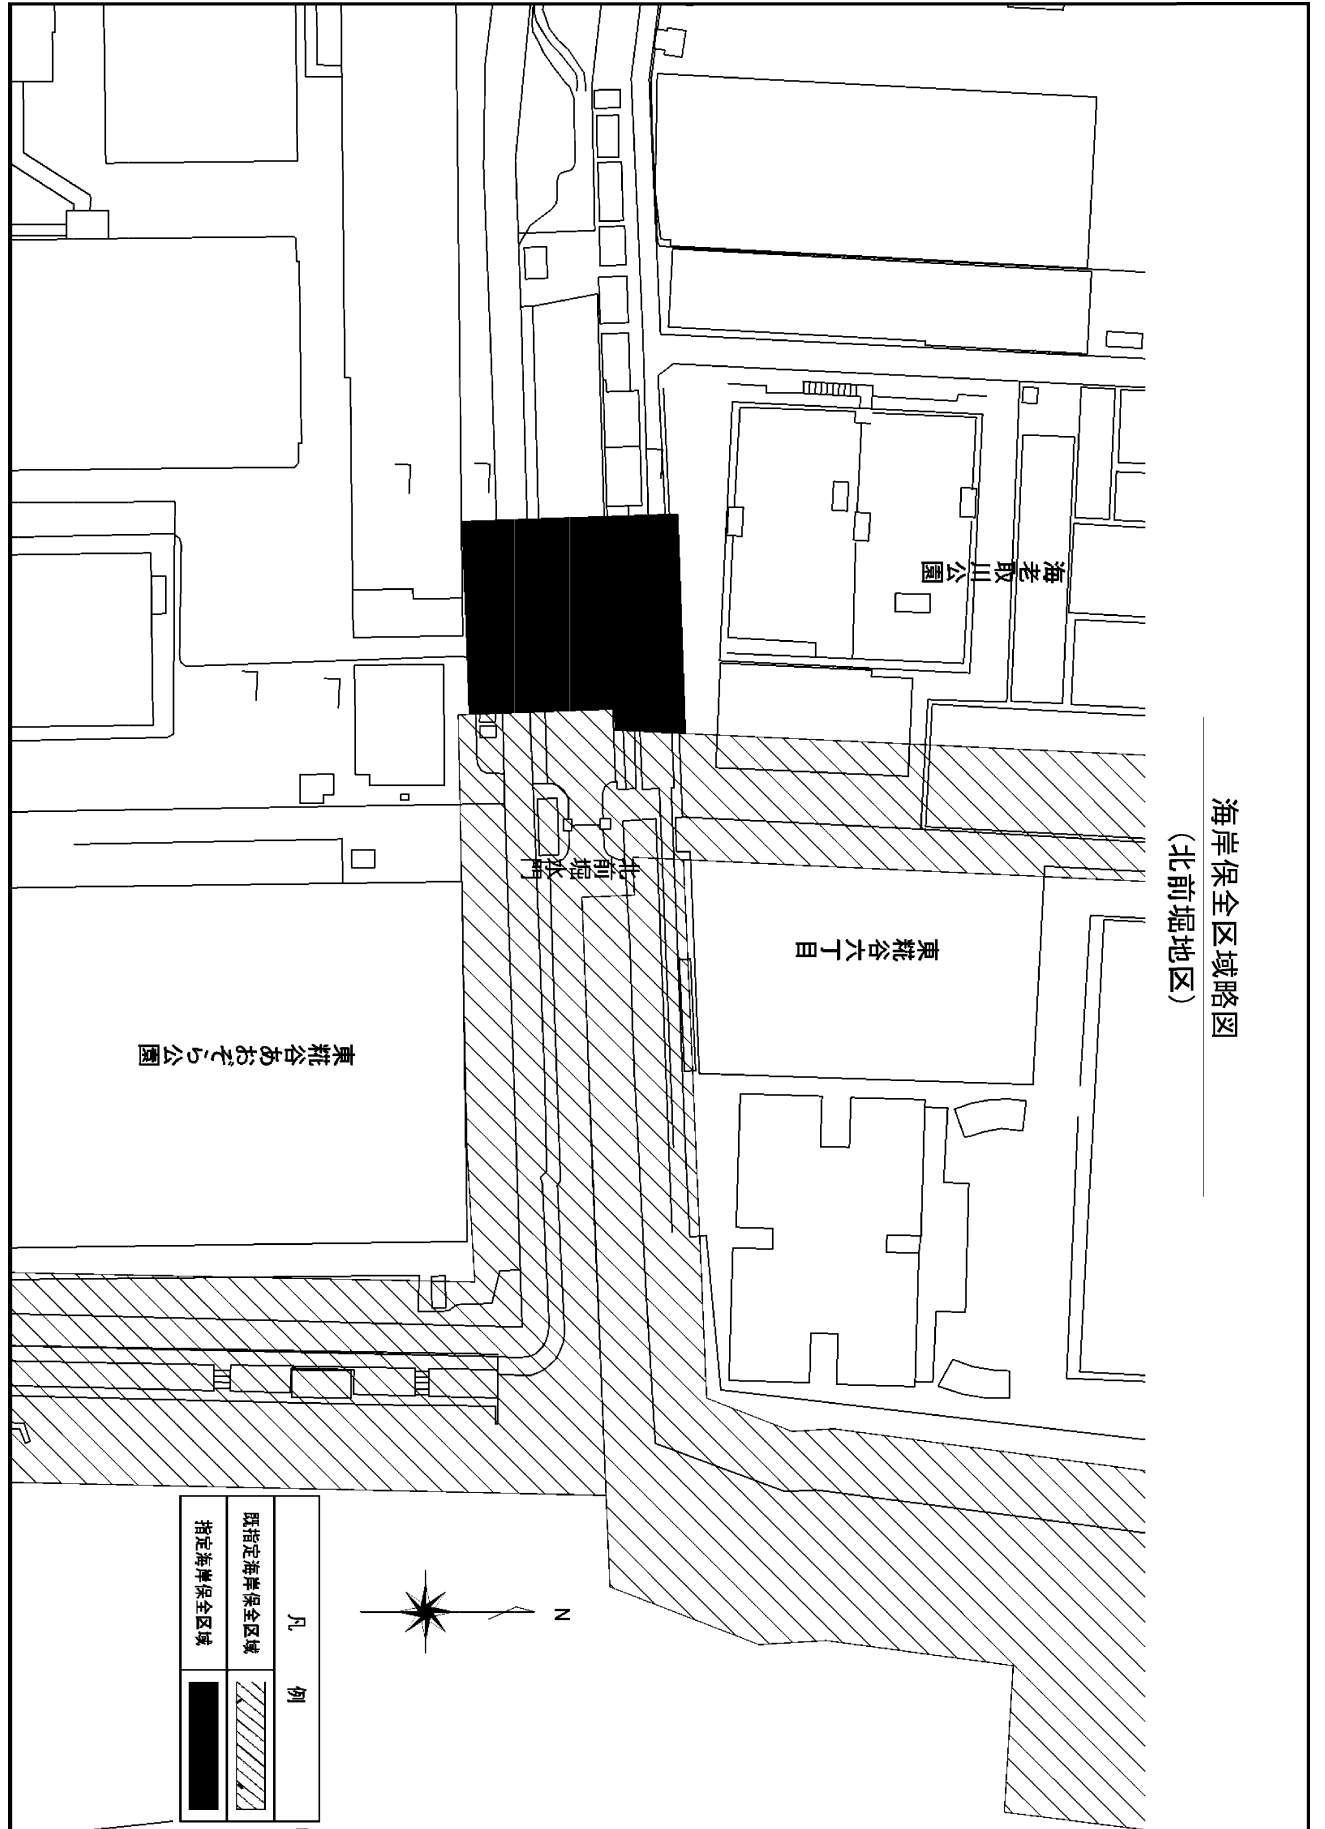 海岸保全区域略図
(北前堀地区)
海老取川公園
東糀谷六丁目
北前堀水門
東糀谷あおぞら公園
N
凡 例
既指定海岸保全区域
指定海岸保全区域